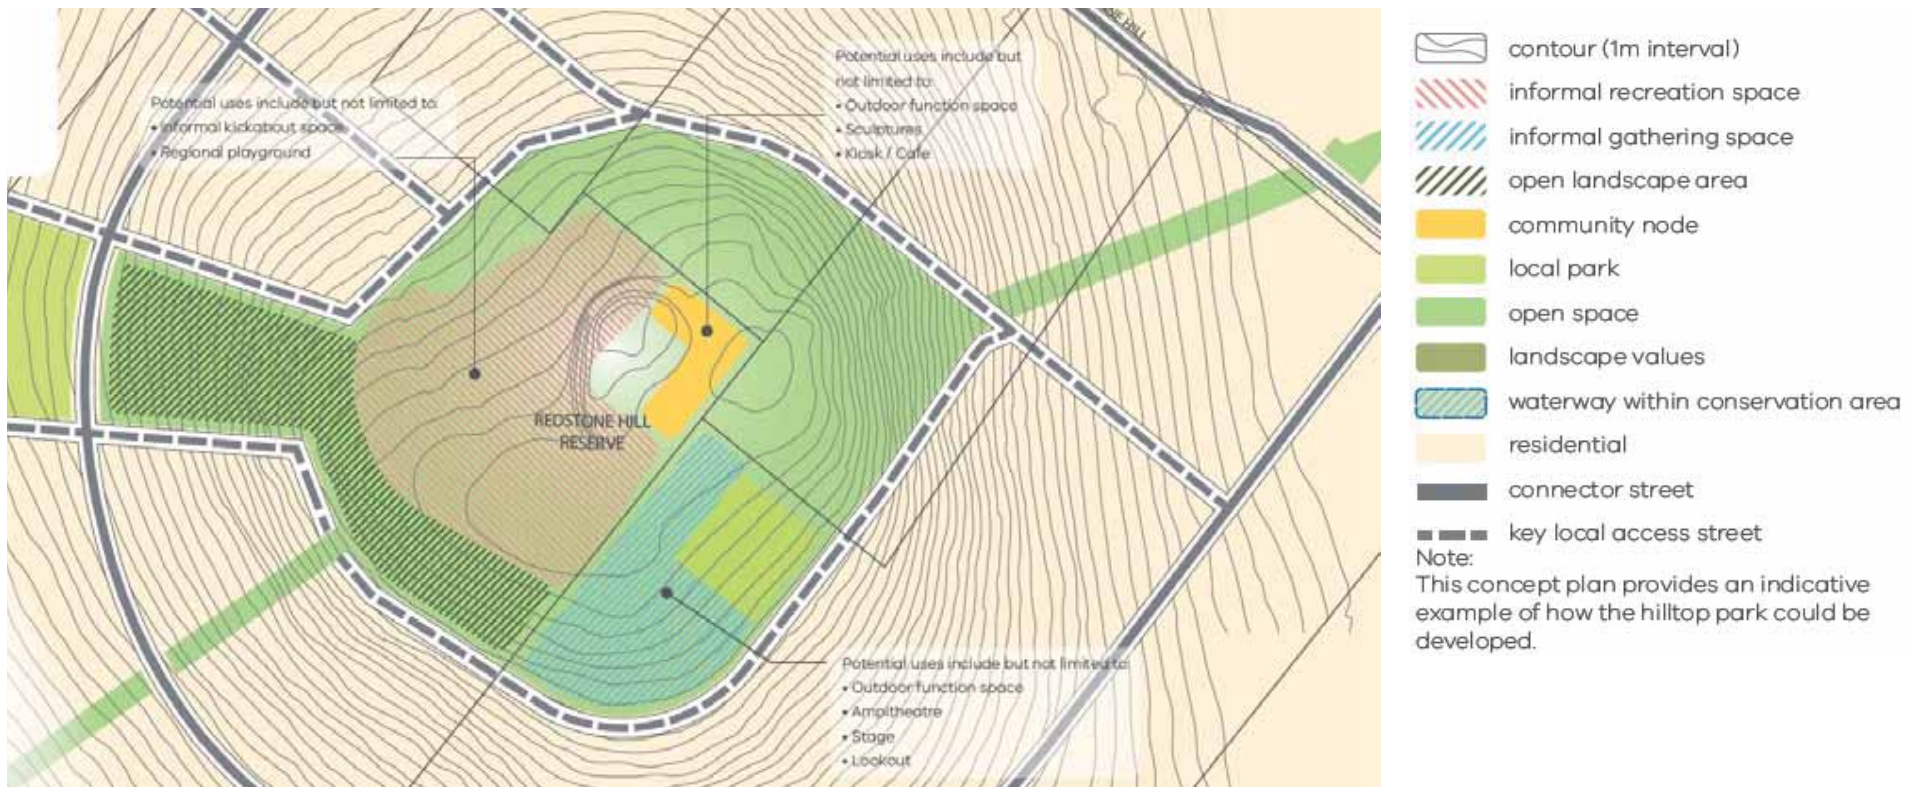 Potential uses include but not limited to:
• Informal kickabout space
• Regional playground
Potential uses include but
not limited to:
• Outdoor function space
• Sculptures
• Kiosk / Cafe
HILL
REDSTONE HILL
RESERVE
Potential uses include but not limited to:
• Outdoor function space
• Ampitheatre
• Stage
• Lookout
contour (1m interval)
informal recreation space
informal gathering space
open landscape area
community node
local park
open space
landscape values
waterway within conservation area
residential
connector street
key local access street
Note:
This concept plan provides an indicative
example of how the hilltop park could be
developed.